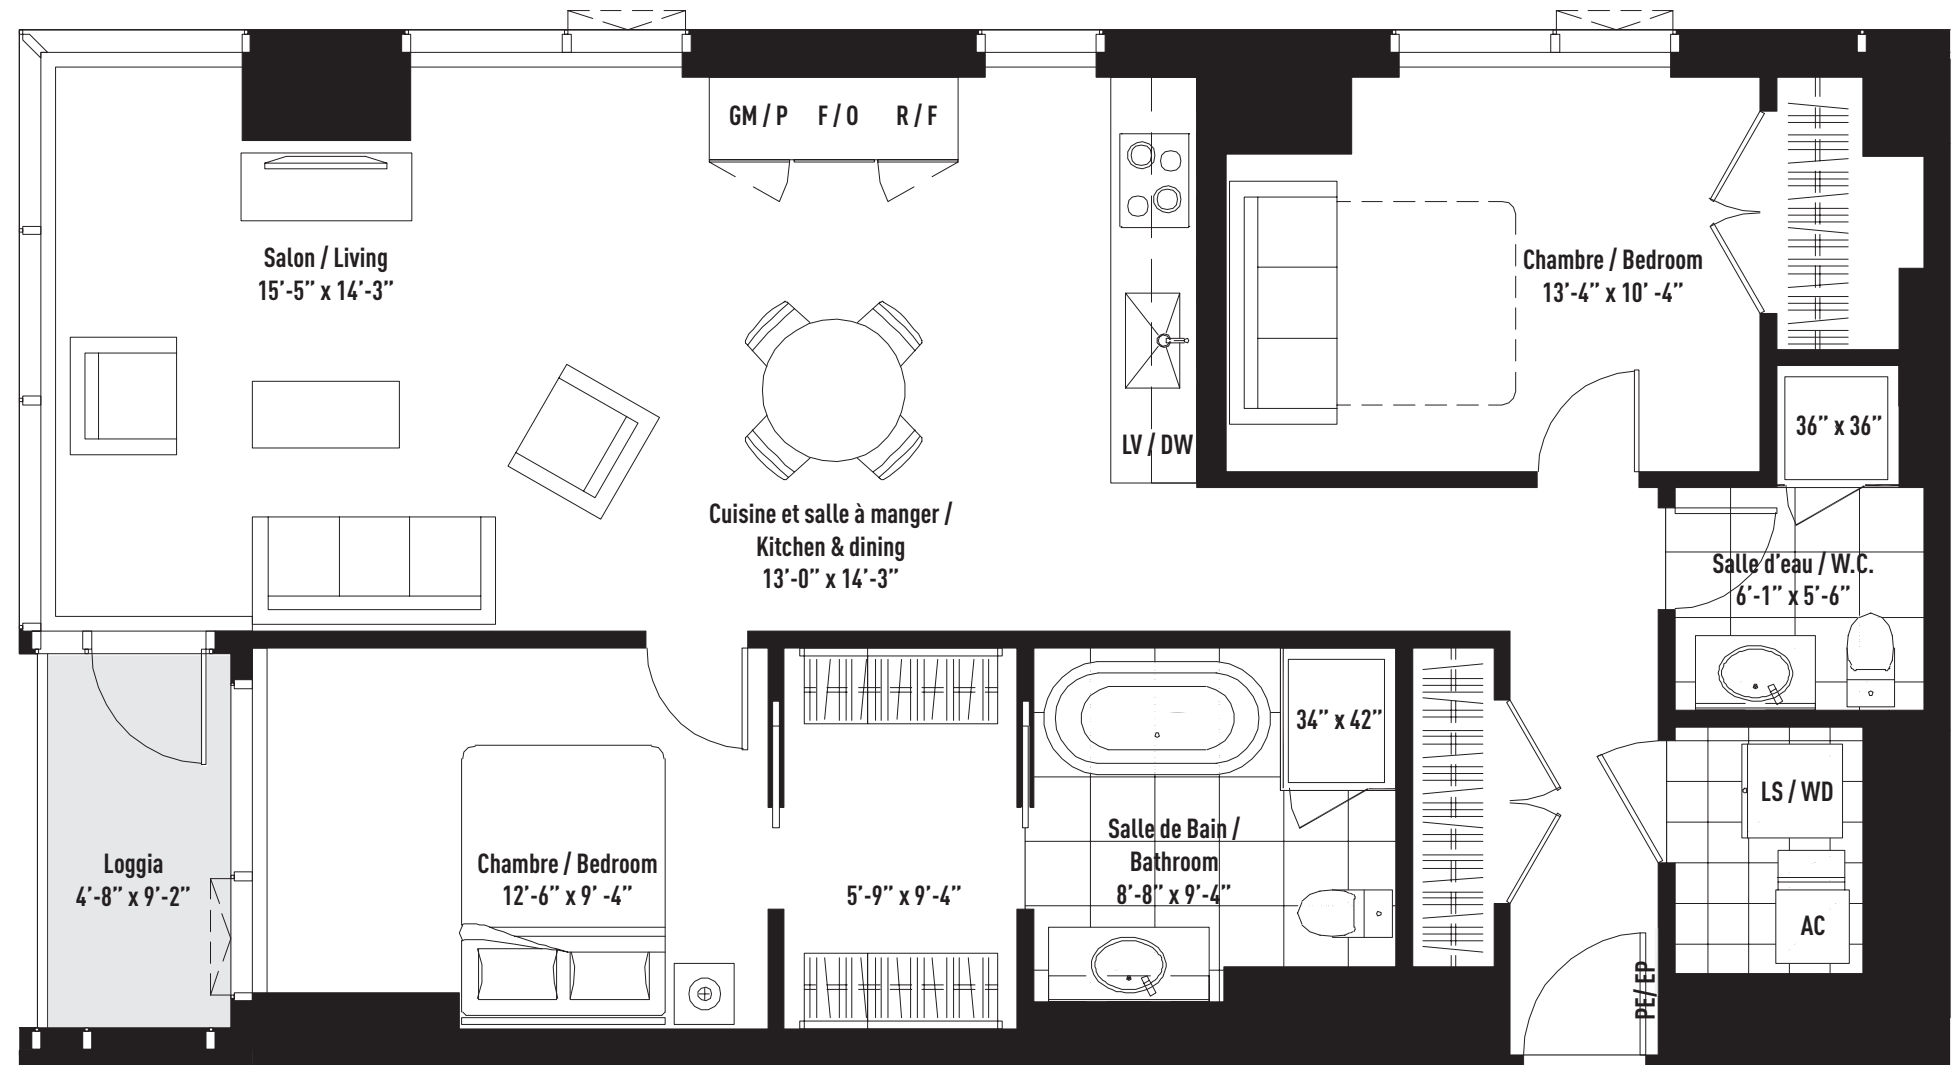 GM / P F / O R / F
Salon / Living
15’-5” x 14’-3”
Chambre / Bedroom
13’-4” x 10’ -4”
36” x 36”
LV / DW
Cuisine et salle à manger /
Kitchen & dining
13’-0” x 14’-3”
Salle d’eau / W.C.
6’-1” x 5’-6”
34” x 42”
LS / WD
Loggia
4’-8” x 9’-2”
Chambre / Bedroom
12’-6” x 9’ -4”
5’-9” x 9’-4”
Salle de Bain /
Bathroom
8’-8” x 9’-4”
AC
PE/ EP